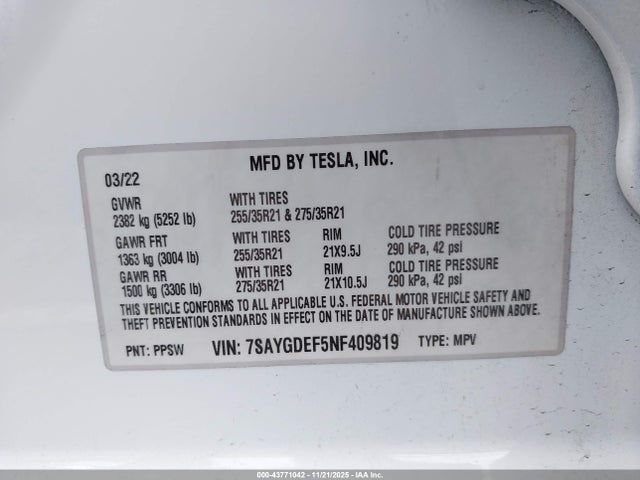 MFD BY TESLA, INC.
03/22
GVWR
2382 kg (5252 lb)
WITH TIRES
255/35R21 & 275/35R21
GAWR FRT
1363 kg (3004 lb)
WITH TIRES
255/35R21
RIM
21X9.5J
COLD TIRE PRESSURE
290 kPa, 42 psi
GAWR RR
1500 kg (3306 lb)
WITH TIRES
275/35R21
RIM
21X10.5J
COLD TIRE PRESSURE
290 kPa, 42 psi
THIS VEHICLE CONFORMS TO ALL APPLICABLE U.S. FEDERAL MOTOR VEHICLE SAFETY AND
THEFT PREVENTION STANDARDS IN EFFECT ON THE DATE OF MANUFACTURE SHOWN ABOVE.
PNT: PPSW VIN: 7SAYGDEF5NF409819 TYPE: MPV
000-43771042 - 11/21/2025 - IAAI Inc.